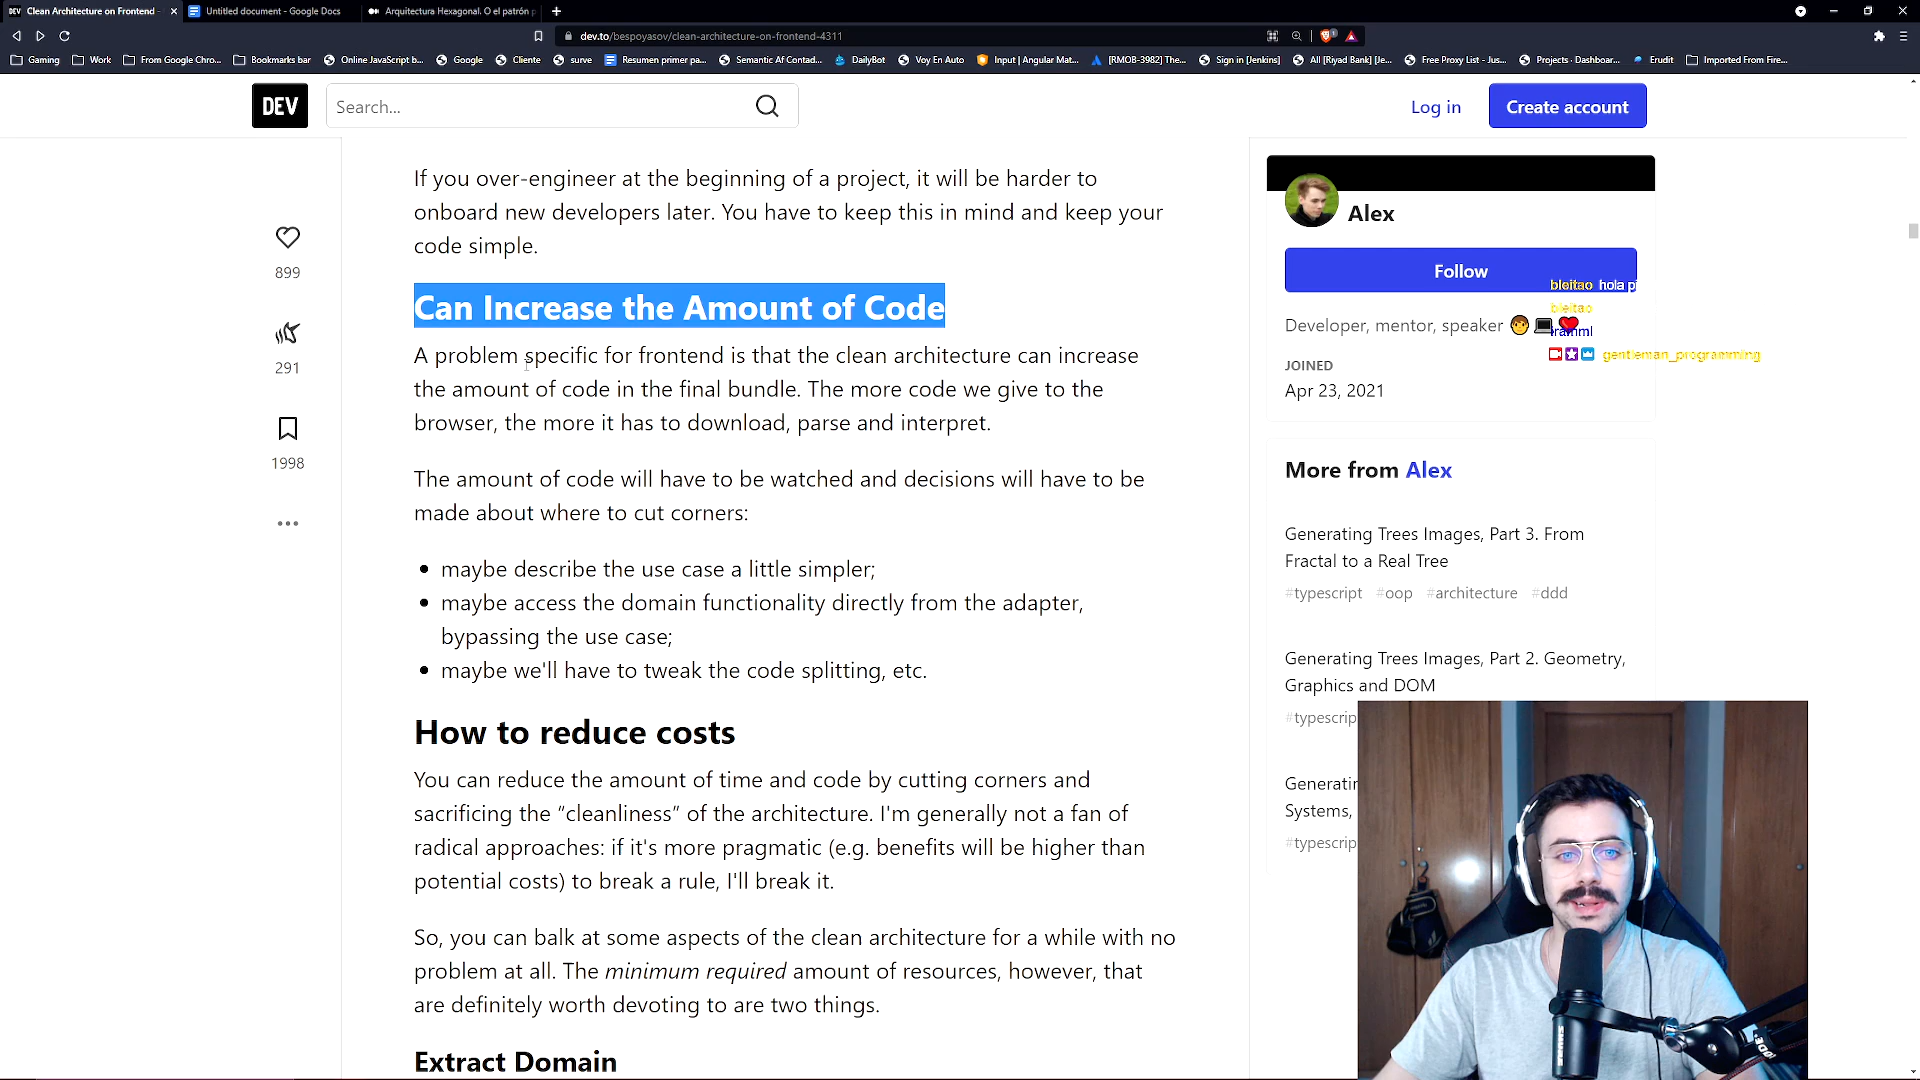 Clean Architecture on Frontend -
Untitled document - Google Docs
Arquitectura Hexagonal. O el patrón p
dev.to/bespoyasov/clean-architecture-on-frontend-4311
Gaming
Work
From Google Chro...
Bookmarks bar
Online JavaScript b...
Google
Cliente
surve
Resumen primer pa...
Semantic Af Contad...
DailyBot
Voy En Auto
Input | Angular Mat...
[RMOB-3982] The...
Sign in [Jenkins]
All [Riyad Bank] [Je...
Free Proxy List - Jus...
Projects · Dashboar...
Erudit
Imported From Fire...
DEV
Search...
Log in
Create account
If you over-engineer at the beginning of a project, it will be harder to
onboard new developers later. You have to keep this in mind and keep your
code simple.
Can Increase the Amount of Code
A problem specific for frontend is that the clean architecture can increase
the amount of code in the final bundle. The more code we give to the
browser, the more it has to download, parse and interpret.
The amount of code will have to be watched and decisions will have to be
made about where to cut corners:
maybe describe the use case a little simpler;
maybe access the domain functionality directly from the adapter,
bypassing the use case;
maybe we'll have to tweak the code splitting, etc.
How to reduce costs
You can reduce the amount of time and code by cutting corners and
sacrificing the “cleanliness” of the architecture. I'm generally not a fan of
radical approaches: if it's more pragmatic (e.g. benefits will be higher than
potential costs) to break a rule, I'll break it.
So, you can balk at some aspects of the clean architecture for a while with no
problem at all. The minimum required amount of resources, however, that
are definitely worth devoting to are two things.
Extract Domain
899
291
1998
Alex
Follow
bleitao hola pi
bleitao
gentleman_programming
Developer, mentor, speaker
JOINED
Apr 23, 2021
More from Alex
Generating Trees Images, Part 3. From
Fractal to a Real Tree
#typescript #oop #architecture #ddd
Generating Trees Images, Part 2. Geometry,
Graphics and DOM
#typescrip
Generatir
Systems,
#typescrip